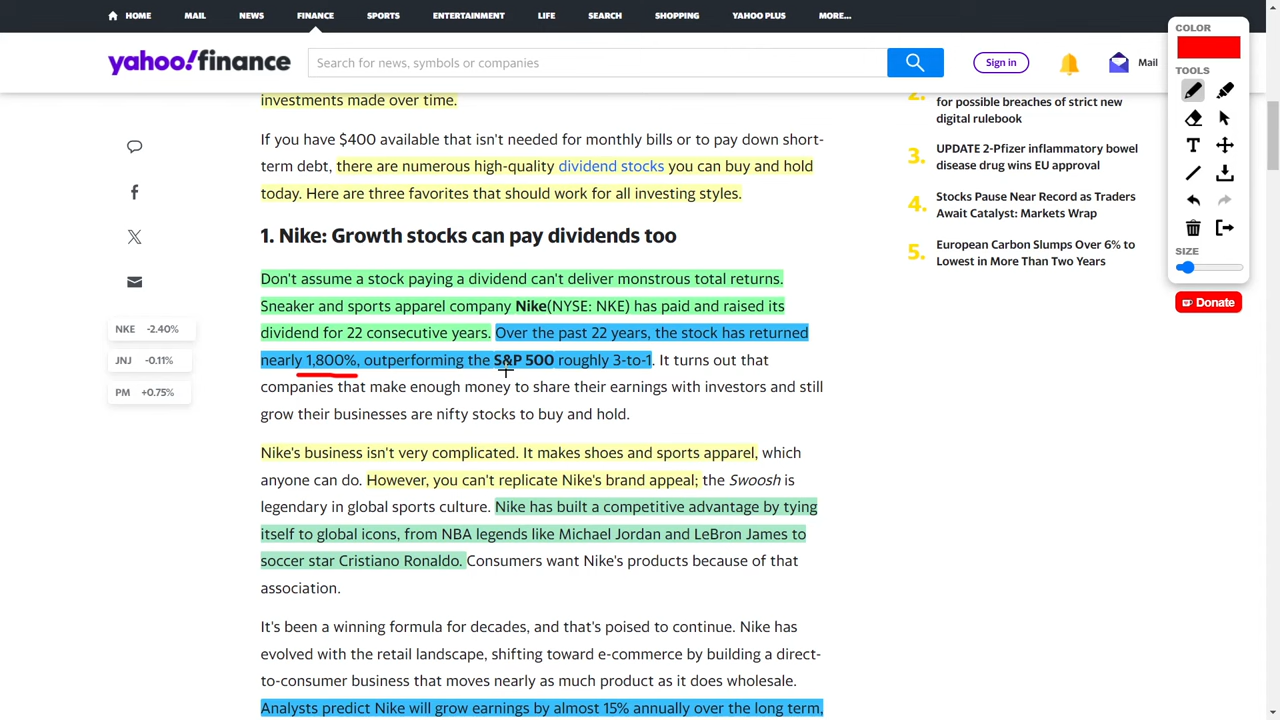 HOME MAIL NEWS FINANCE SPORTS ENTERTAINMENT LIFE SEARCH SHOPPING YAHOO PLUS MORE...
yahoo!finance
Search for news, symbols or companies
Sign in
Mail
COLOR
TOOLS
SIZE
Donate
investments made over time.
If you have $400 available that isn't needed for monthly bills or to pay down short-
term debt, there are numerous high-quality dividend stocks you can buy and hold
today. Here are three favorites that should work for all investing styles.
1. Nike: Growth stocks can pay dividends too
Don't assume a stock paying a dividend can't deliver monstrous total returns.
Sneaker and sports apparel company Nike(NYSE: NKE) has paid and raised its
dividend for 22 consecutive years. Over the past 22 years, the stock has returned
nearly 1,800%, outperforming the S&P 500 roughly 3-to-1. It turns out that
companies that make enough money to share their earnings with investors and still
grow their businesses are nifty stocks to buy and hold.
Nike's business isn't very complicated. It makes shoes and sports apparel, which
anyone can do. However, you can't replicate Nike's brand appeal; the Swoosh is
legendary in global sports culture. Nike has built a competitive advantage by tying
itself to global icons, from NBA legends like Michael Jordan and LeBron James to
soccer star Cristiano Ronaldo. Consumers want Nike's products because of that
association.
It's been a winning formula for decades, and that's poised to continue. Nike has
evolved with the retail landscape, shifting toward e-commerce by building a direct-
to-consumer business that moves nearly as much product as it does wholesale.
Analysts predict Nike will grow earnings by almost 15% annually over the long term,
NKE -2.40%
JNJ -0.11%
PM +0.75%
2. for possible breaches of strict new
digital rulebook
3. UPDATE 2-Pfizer inflammatory bowel
disease drug wins EU approval
4. Stocks Pause Near Record as Traders
Await Catalyst: Markets Wrap
5. European Carbon Slumps Over 6% to
Lowest in More Than Two Years